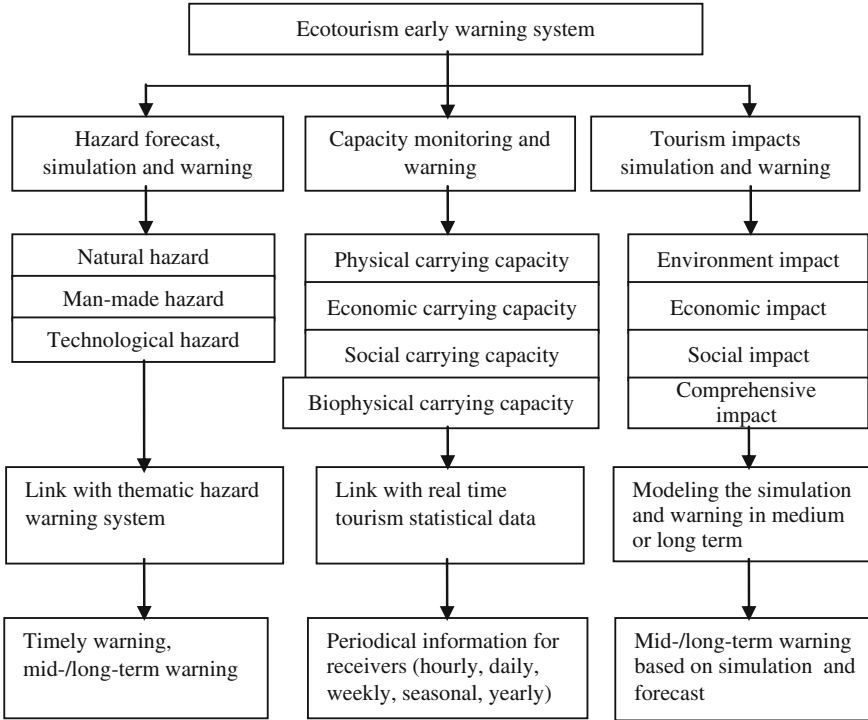 Ecotourism early warning system
Hazard forecast,
simulation and warning
Capacity monitoring and
warning
Tourism impacts
simulation and warning
Natural hazard
Man-made hazard
Technological hazard
Physical carrying capacity
Economic carrying capacity
Social carrying capacity
Biophysical carrying capacity
Environment impact
Economic impact
Social impact
Comprehensive
impact
Link with thematic hazard
warning system
Link with real time
tourism statistical data
Modeling the simulation
and warning in medium
or long term
Timely warning,
mid-/long-term warning
Periodical information for
receivers (hourly, daily,
weekly, seasonal, yearly)
Mid-/long-term warning
based on simulation and
forecast